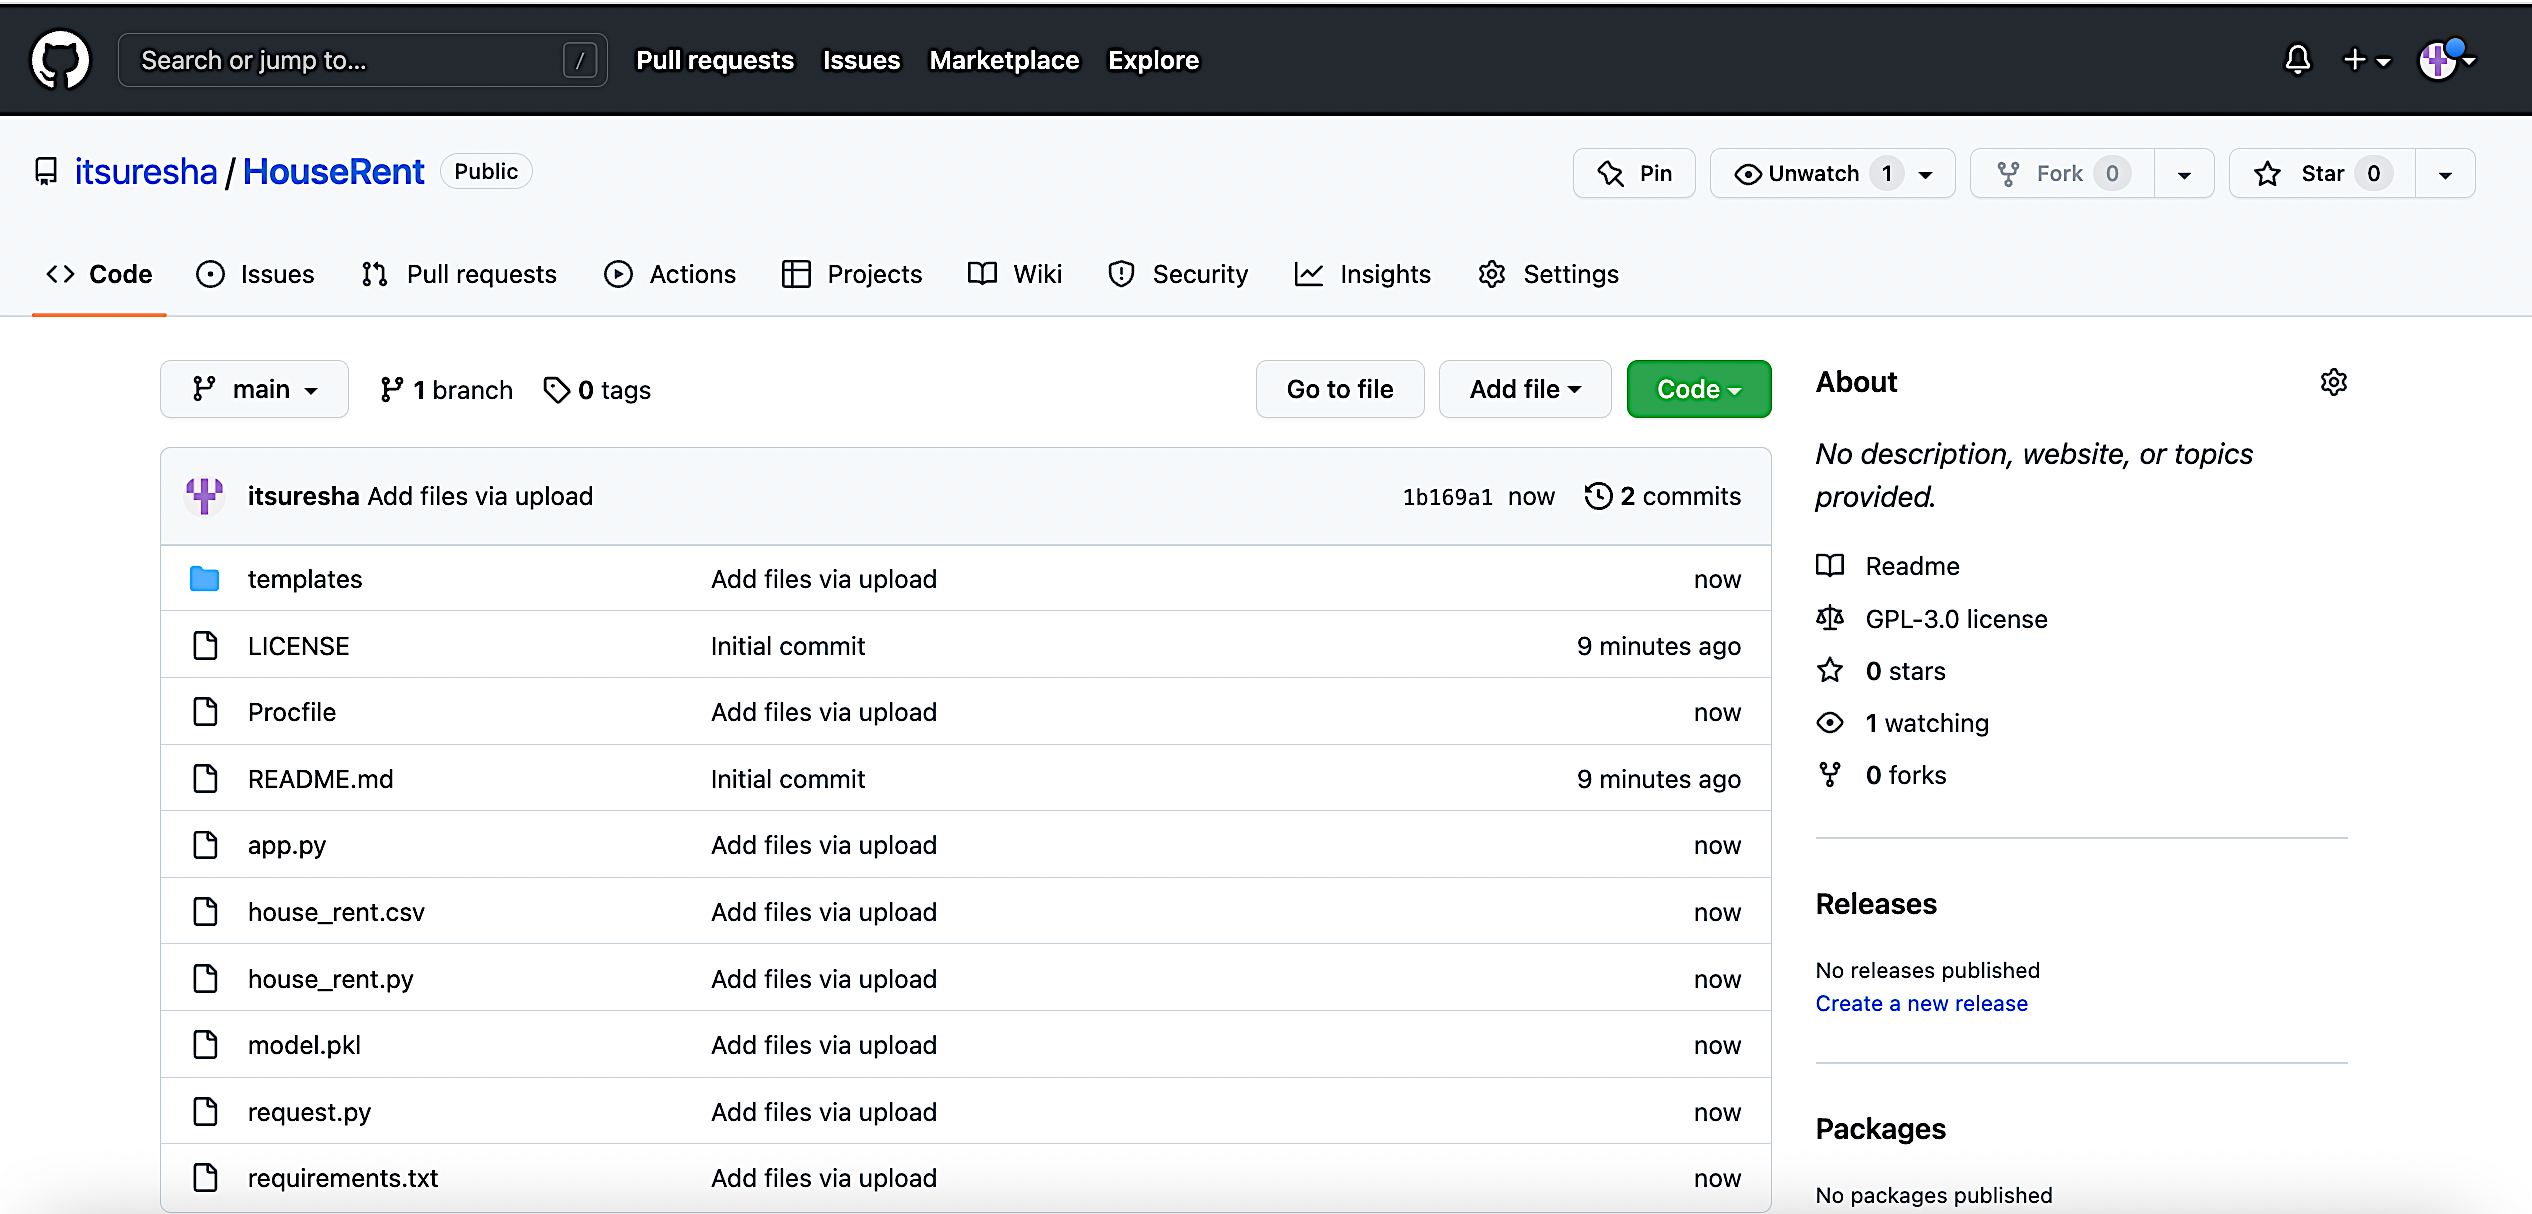 Search or jump to... / Pull requests Issues Marketplace Explore
itsuresha / HouseRent Public Pin Unwatch 1 Fork 0 Star 0
Code Issues Pull requests Actions Projects Wiki Security Insights Settings
main 1 branch 0 tags Go to file Add file Code
itsuresha Add files via upload 1b169a1 now 2 commits
templates Add files via upload now
LICENSE Initial commit 9 minutes ago
Procfile Add files via upload now
README.md Initial commit 9 minutes ago
app.py Add files via upload now
house_rent.csv Add files via upload now
house_rent.py Add files via upload now
model.pkl Add files via upload now
request.py Add files via upload now
requirements.txt Add files via upload now
About
No description, website, or topics
provided.
Readme
GPL-3.0 license
0 stars
1 watching
0 forks
Releases
No releases published
Create a new release
Packages
No packages published